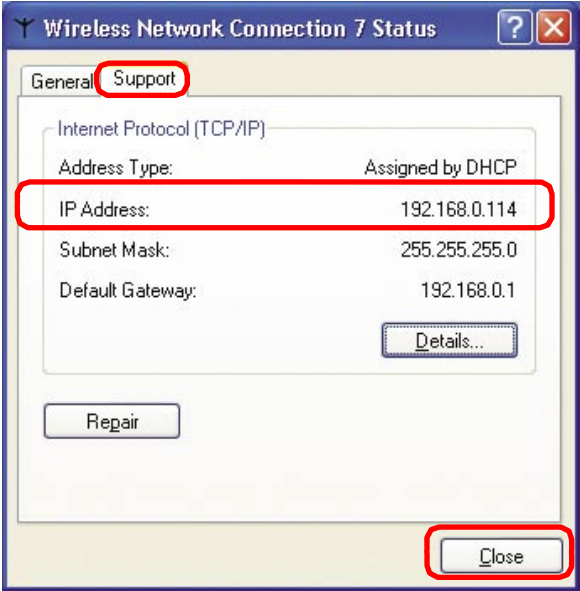 Wireless Network Connection 7 Status
General Support
Internet Protocol (TCP/IP)
Address Type: Assigned by DHCP
IP Address: 192.168.0.114
Subnet Mask: 255.255.255.0
Default Gateway: 192.168.0.1
Details...
Repair
Close